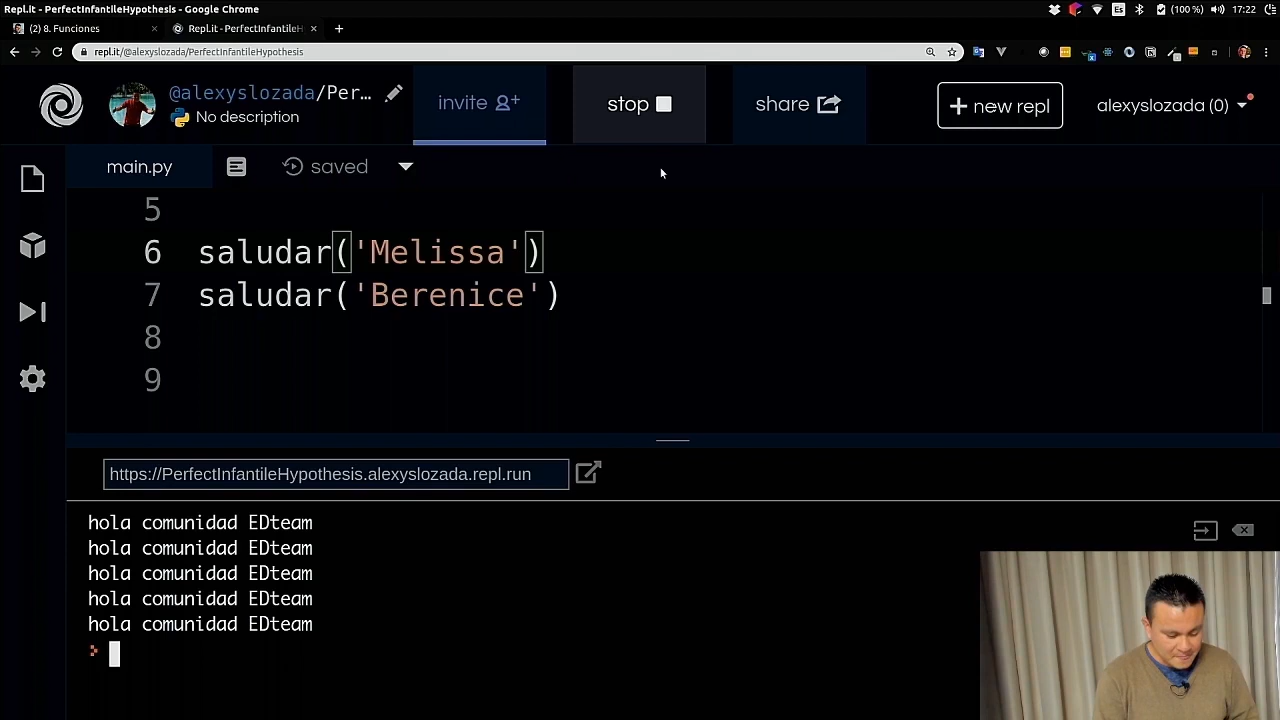 Repl.it - PerfectInfantileHypothesis - Google Chrome
Es
(100 %)
17:22
(2) 8. Funciones
Repl.it - PerfectInfantileH
repl.it/@alexyslozada/PerfectInfantileHypothesis
@alexyslozada/Per...
No description
invite
stop
share
+ new repl
alexyslozada (0)
main.py
saved
5
6 saludar('Melissa')
7 saludar('Berenice')
8
9
https://PerfectInfantileHypothesis.alexyslozada.repl.run
hola comunidad EDteam
hola comunidad EDteam
hola comunidad EDteam
hola comunidad EDteam
hola comunidad EDteam